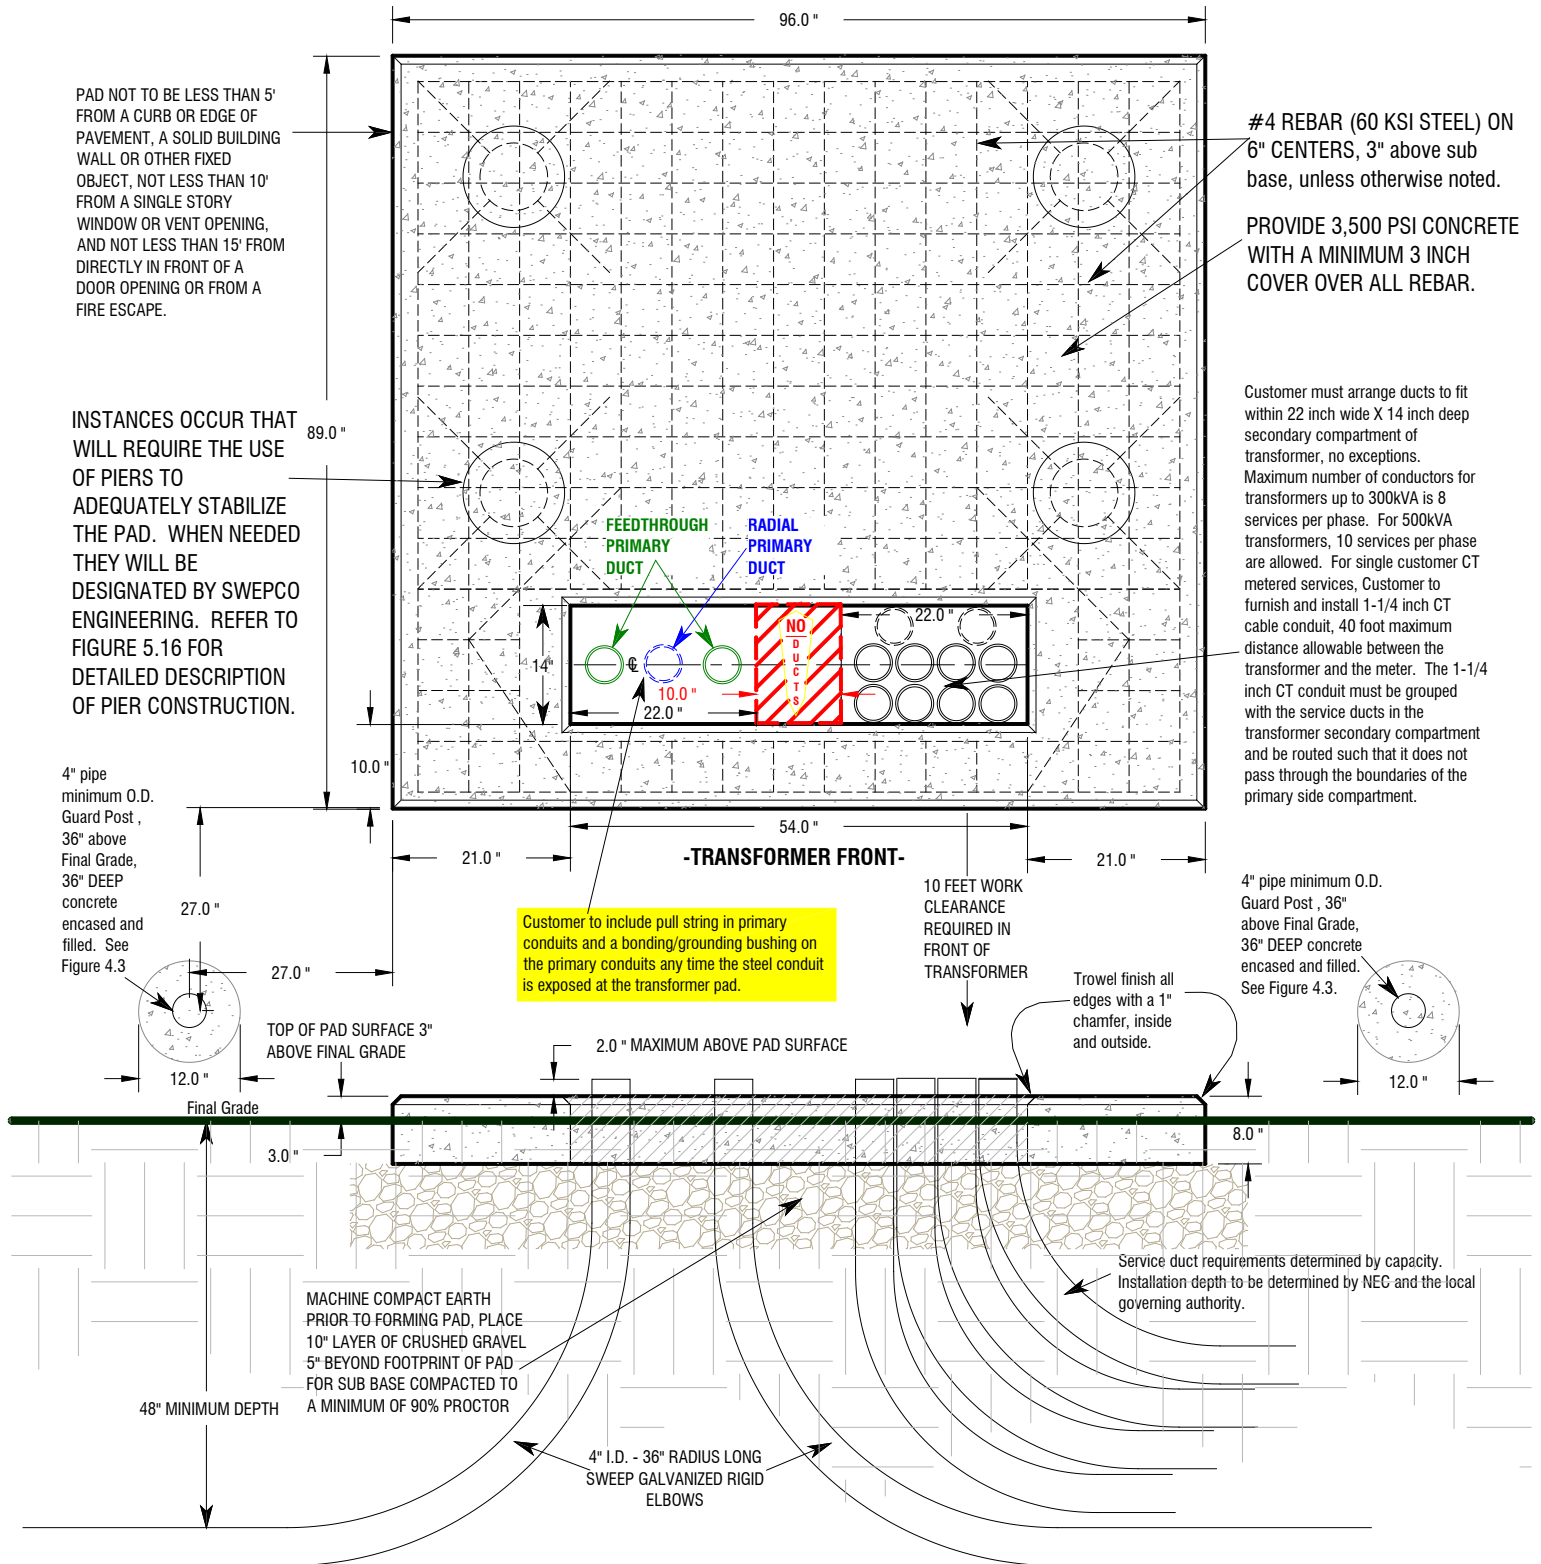 96.0 "
PAD NOT TO BE LESS THAN 5'
FROM A CURB OR EDGE OF
PAVEMENT, A SOLID BUILDING
WALL OR OTHER FIXED
OBJECT, NOT LESS THAN 10'
FROM A SINGLE STORY
WINDOW OR VENT OPENING,
AND NOT LESS THAN 15' FROM
DIRECTLY IN FRONT OF A
DOOR OPENING OR FROM A
FIRE ESCAPE.
#4 REBAR (60 KSI STEEL) ON
6" CENTERS, 3" above sub
base, unless otherwise noted.
PROVIDE 3,500 PSI CONCRETE
WITH A MINIMUM 3 INCH
COVER OVER ALL REBAR.
INSTANCES OCCUR THAT
WILL REQUIRE THE USE
OF PIERS TO
ADEQUATELY STABILIZE
THE PAD.  WHEN NEEDED
THEY WILL BE
DESIGNATED BY SWEPCO
ENGINEERING.  REFER TO
FIGURE 5.16 FOR
DETAILED DESCRIPTION
OF PIER CONSTRUCTION.
89.0 "
Customer must arrange ducts to fit
within 22 inch wide X 14 inch deep
secondary compartment of
transformer, no exceptions.
Maximum number of conductors for
transformers up to 300kVA is 8
services per phase.  For 500kVA
transformers, 10 services per phase
are allowed.  For single customer CT
metered services, Customer to
furnish and install 1-1/4 inch CT
cable conduit, 40 foot maximum
distance allowable between the
transformer and the meter.  The 1-1/4
inch CT conduit must be grouped
with the service ducts in the
transformer secondary compartment
and be routed such that it does not
pass through the boundaries of the
primary side compartment.
FEEDTHROUGH
PRIMARY
DUCT
RADIAL
PRIMARY
DUCT
22.0 "
NO
D
U
C
T
S
14"
℄
10.0 "
22.0 "
10.0 "
54.0 "
21.0 "
-TRANSFORMER FRONT-
21.0 "
4" pipe
minimum O.D.
Guard Post ,
36" above
Final Grade,
36" DEEP
concrete
encased and
filled.  See
Figure 4.3
27.0 "
27.0 "
Customer to include pull string in primary
conduits and a bonding/grounding bushing on
the primary conduits any time the steel conduit
is exposed at the transformer pad.
10 FEET WORK
CLEARANCE
REQUIRED IN
FRONT OF
TRANSFORMER
4" pipe minimum O.D.
Guard Post , 36"
above Final Grade,
36" DEEP concrete
encased and filled.
See Figure 4.3.
Trowel finish all
edges with a 1"
chamfer, inside
and outside.
TOP OF PAD SURFACE 3"
ABOVE FINAL GRADE
2.0 " MAXIMUM ABOVE PAD SURFACE
12.0 "
12.0 "
Final Grade
3.0 "
8.0 "
Service duct requirements determined by capacity.
Installation depth to be determined by NEC and the local
governing authority.
MACHINE COMPACT EARTH
PRIOR TO FORMING PAD, PLACE
10" LAYER OF CRUSHED GRAVEL
5" BEYOND FOOTPRINT OF PAD
FOR SUB BASE COMPACTED TO
A MINIMUM OF 90% PROCTOR
48" MINIMUM DEPTH
4" I.D. - 36" RADIUS LONG
SWEEP GALVANIZED RIGID
ELBOWS